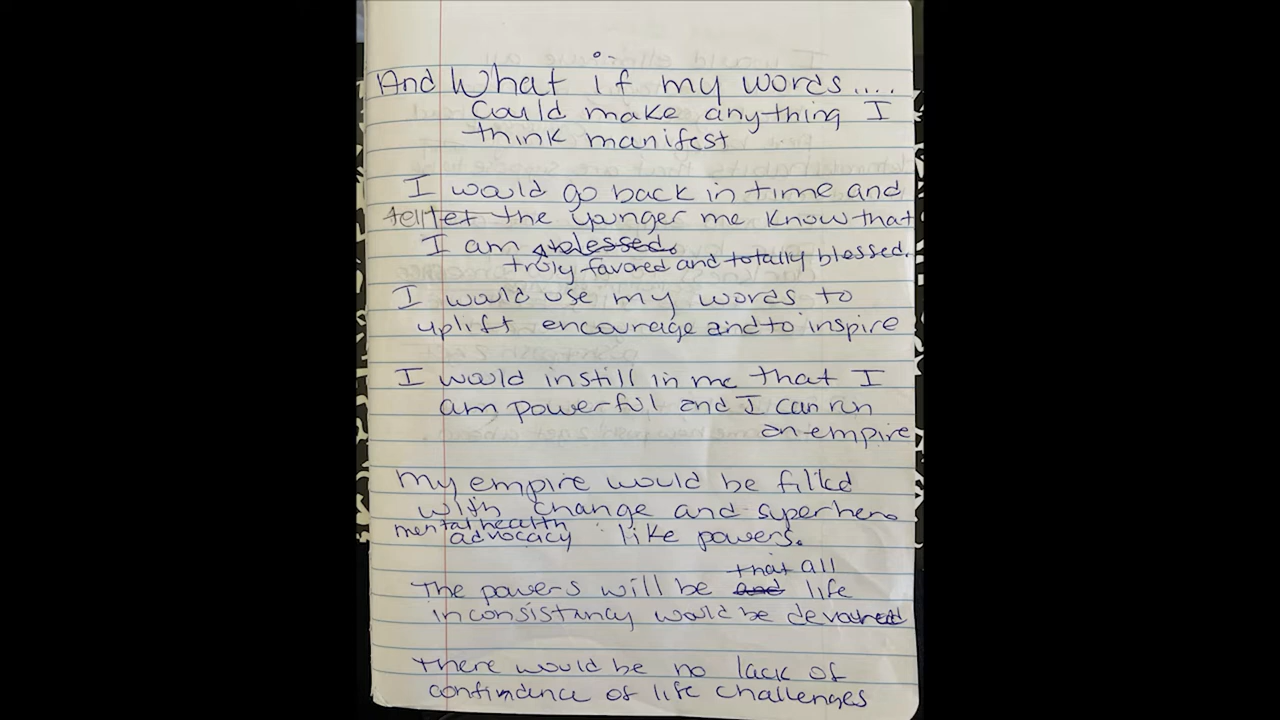 And What if my words....
Could make anything I
think manifest
I would go back in time and
tell the younger me know that
I am blessed.
truly favored and totally blessed.
I would use my words to
uplift encourage and to inspire
I would instill in me that I
am powerful and I can run
an empire
My empire would be filled
with change and superhero
mental health
advocacy like powers.
that all
The powers will be and life
inconsistancy would be devoured
There would be no lack of
confindence of life challenges